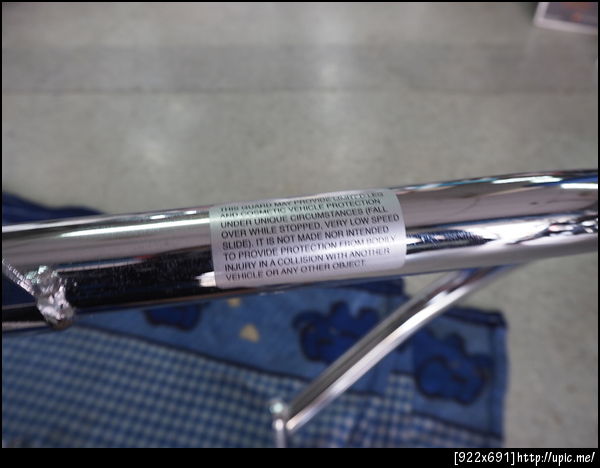 THIS GUARD MAY PROVIDE LIMITED LEG
AND COSMETIC VEHICLE PROTECTION
UNDER UNIQUE CIRCUMSTANCES (FALL
OVER WHILE STOPPED, VERY LOW SPEED
SLIDE). IT IS NOT MADE NOR INTENDED
TO PROVIDE PROTECTION FROM BODILY
INJURY IN A COLLISION WITH ANOTHER
VEHICLE OR ANY OTHER OBJECT.
[922x691]http://upic.me/